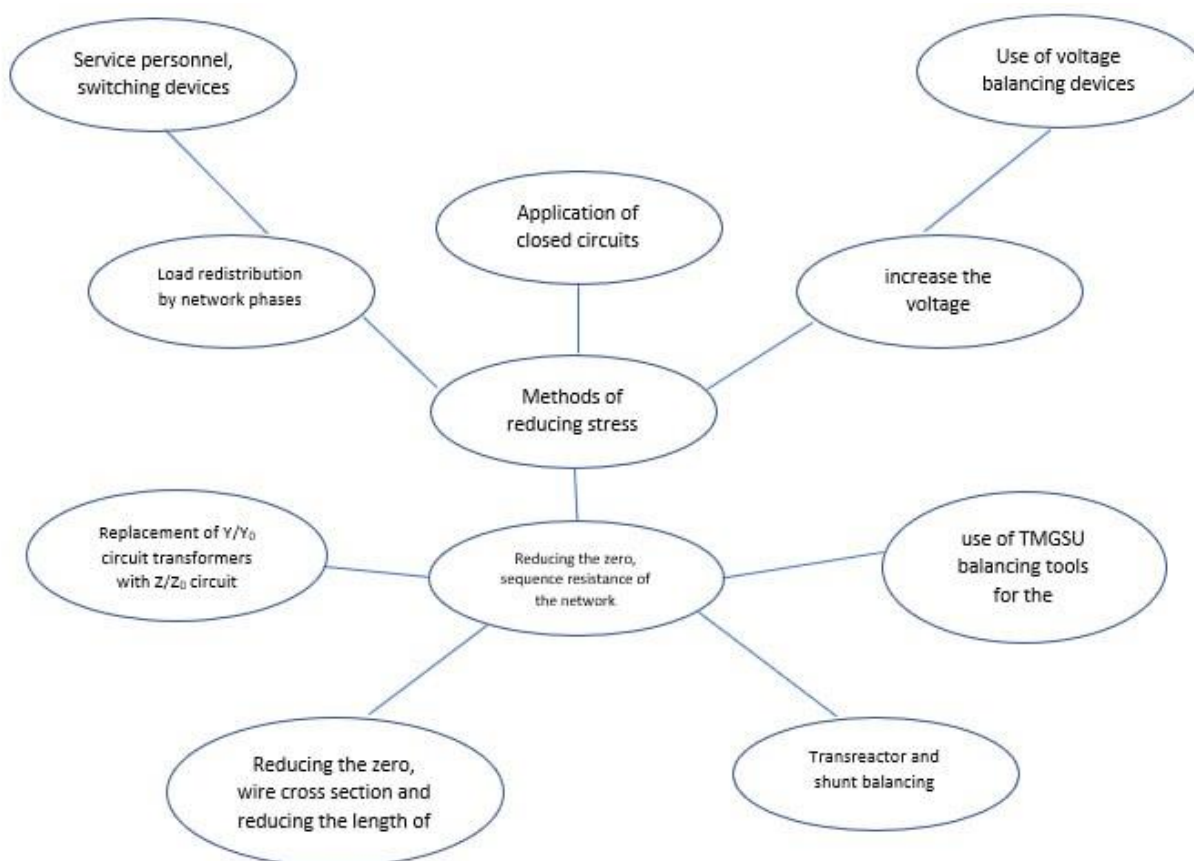 Service personnel,
switching devices
Use of voltage
balancing devices
Application of
closed circuits
Load redistribution
by network phases
increase the
voltage
Methods of
reducing stress
Replacement of Y/Y₀
circuit transformers
with Z/Z₀ circuit
Reducing the zero,
sequence resistance of
the network
use of TMGSU
balancing tools
for the
Reducing the zero,
wire cross section and
reducing the length of
Transreactor and
shunt balancing